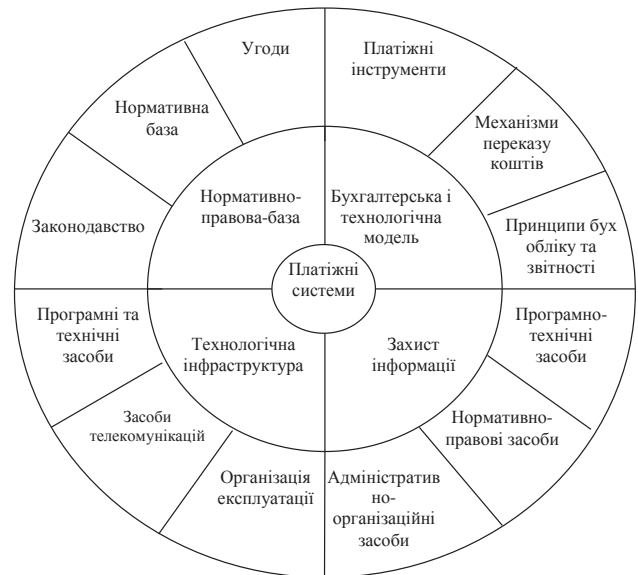 Угоди
Платіжні
інструменти
Нормативна
база
Механізми
переказу
коштів
Законодавство
Нормативно-
правова-база
Бухгалтерська і
технологічна
модель
Принципи бух
обліку та
звітності
Платіжні
системи
Програмні та
технічні
засоби
Технологічна
інфраструктура
Захист
інформації
Програмно-
технічні
засоби
Засоби
телекомунікацій
Нормативно-
правові засоби
Організація
експлуатації
Адміністратив
но-
організаційні
засоби